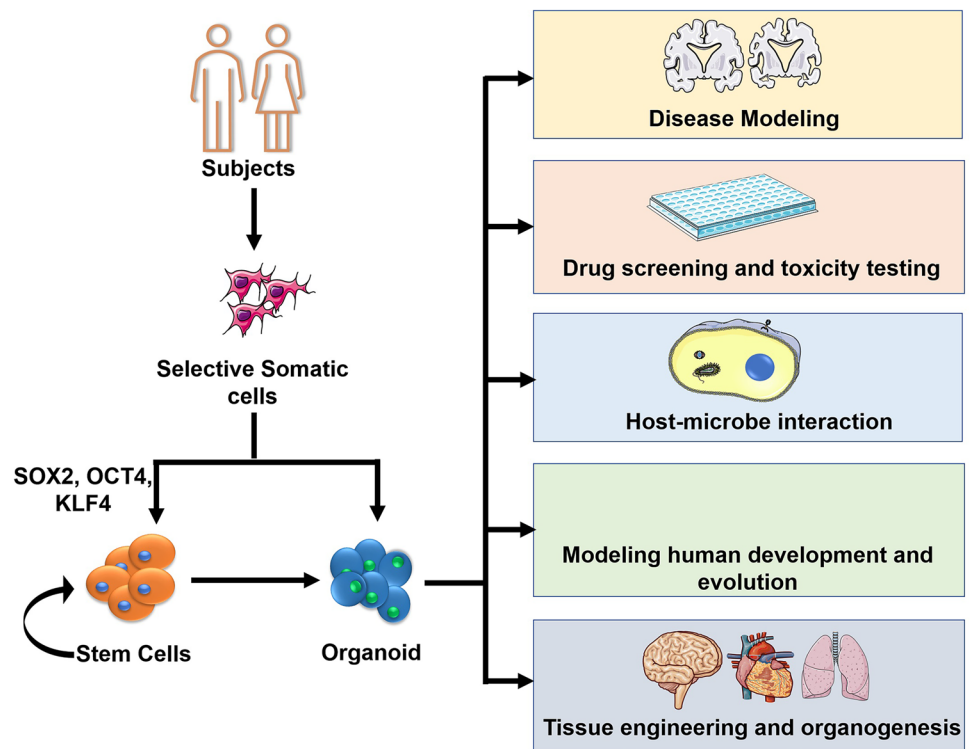 Subjects
Selective Somatic
cells
SOX2, OCT4,
KLF4
Stem Cells
Organoid
Disease Modeling
Drug screening and toxicity testing
Host-microbe interaction
Modeling human development and
evolution
Tissue engineering and organogenesis